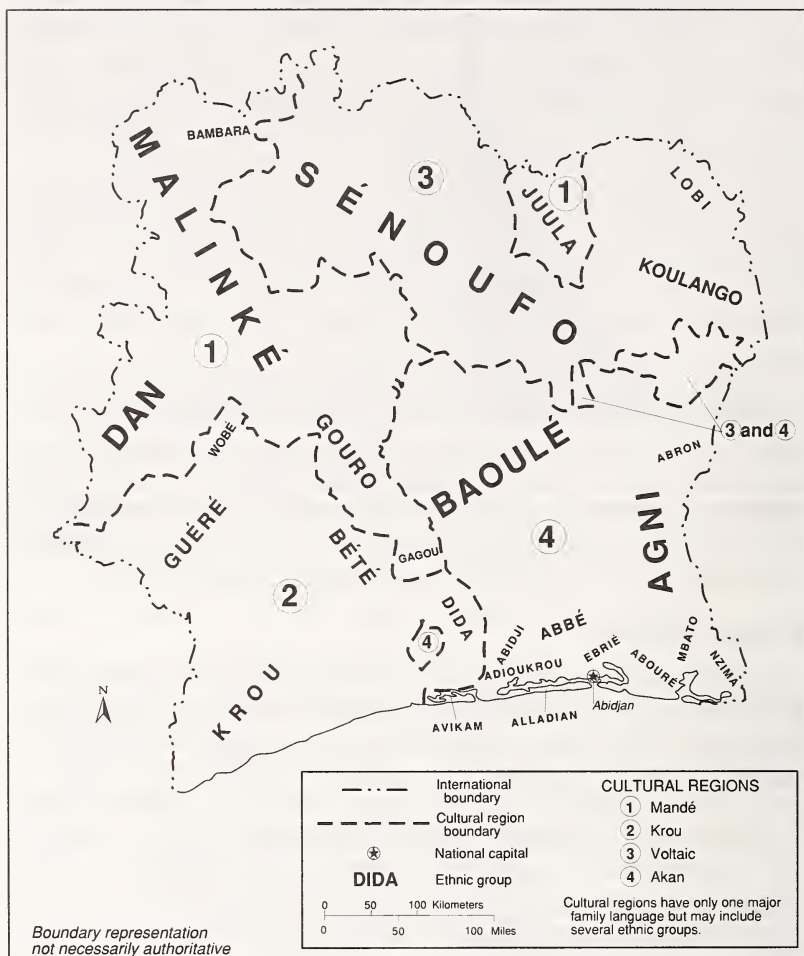 BAMBARA
MALINKÉ
SÉNOUFO
3
1
JUULA
LOBI
KOULANGO
1
DAN
WOBÉ
GOURO
BAOULÉ
3 and 4
ABRON
GUÉRÉ
BÉTÉ
GAGOU
4
AGNI
2
DIDA
4
ABIDJI
ABBÉ
ADIOUKROU
EBRIÉ
ABOURÉ
MBATO
NZIMA
KROU
N
AVIKAM
ALLADIAN
Abidjan
International
boundary
Cultural region
boundary
National capital
DIDA Ethnic group
0 50 100 Kilometers
0 50 100 Miles
CULTURAL REGIONS
1 Mandé
2 Krou
3 Voltaic
4 Akan
Cultural regions have only one major
family language but may include
several ethnic groups.
Boundary representation
not necessarily authoritative